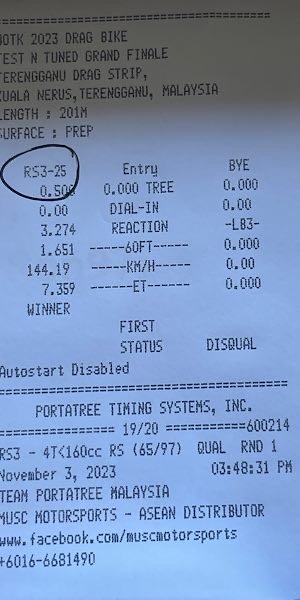 JOTK 2023 DRAG BIKE
TEST N TUNED GRAND FINALE
TERENGGANU DRAG STRIP,
KUALA NERUS,TERENGGANU, MALAYSIA
LENGTH : 201M
SURFACE : PREP
RS3-25 Entry BYE
0.500 0.000 TREE 0.000
0.00 DIAL-IN 0.00
3.274 REACTION -LB3-
1.651 ------60FT------ 0.000
144.19 ------KM/H------ 0.00
7.359 ------ET------ 0.000
WINNER
FIRST
STATUS DISQUAL
Autostart Disabled
PORTATREE TIMING SYSTEMS, INC.
=============== 19/20 ===========600214
RS3 - 4T<160cc RS (65/97) QUAL RND 1
November 3, 2023 03:48:31 PM
TEAM PORTATREE MALAYSIA
MUSC MOTORSPORTS - ASEAN DISTRIBUTOR
www.facebook.com/muscmotorsports
+6016-6681490